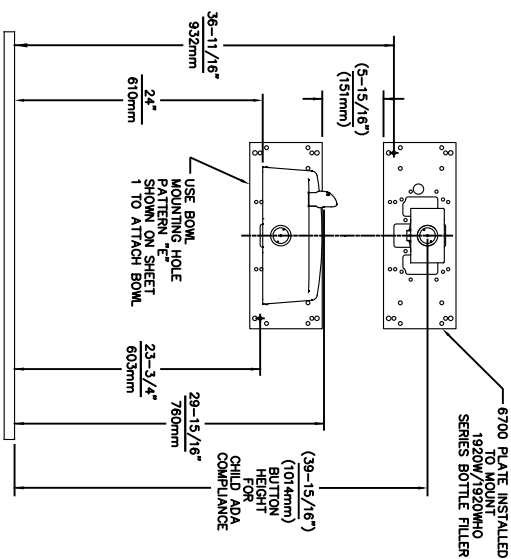 6700 PLATE INSTALLED
TO MOUNT
1920W/1920WHO
SERIES BOTTLE FILLER
36-11/16"
932mm
(5-15/16")
(151mm)
24"
610mm
USE BOWL
MOUNTING HOLE
PATTERN "E"
SHOWN ON SHEET
1 TO ATTACH BOWL
23-3/4"
603mm
29-15/16"
760mm
(39-15/16")
(1014mm)
BUTTON
HEIGHT
FOR
CHILD ADA
COMPLIANCE